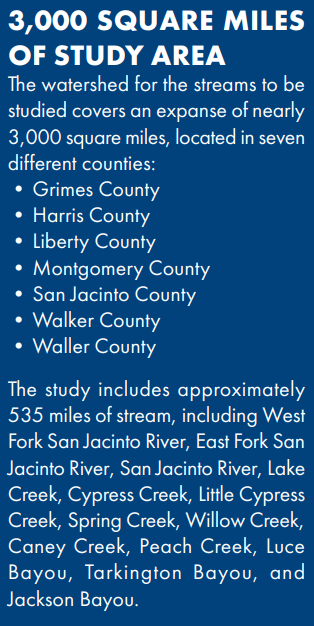 3,000 SQUARE MILES
OF STUDY AREA
The watershed for the streams to be
studied covers an expanse of nearly
3,000 square miles, located in seven
different counties:
• Grimes County
• Harris County
• Liberty County
• Montgomery County
• San Jacinto County
• Walker County
• Waller County
The study includes approximately
535 miles of stream, including West
Fork San Jacinto River, East Fork San
Jacinto River, San Jacinto River, Lake
Creek, Cypress Creek, Little Cypress
Creek, Spring Creek, Willow Creek,
Caney Creek, Peach Creek, Luce
Bayou, Tarkington Bayou, and
Jackson Bayou.